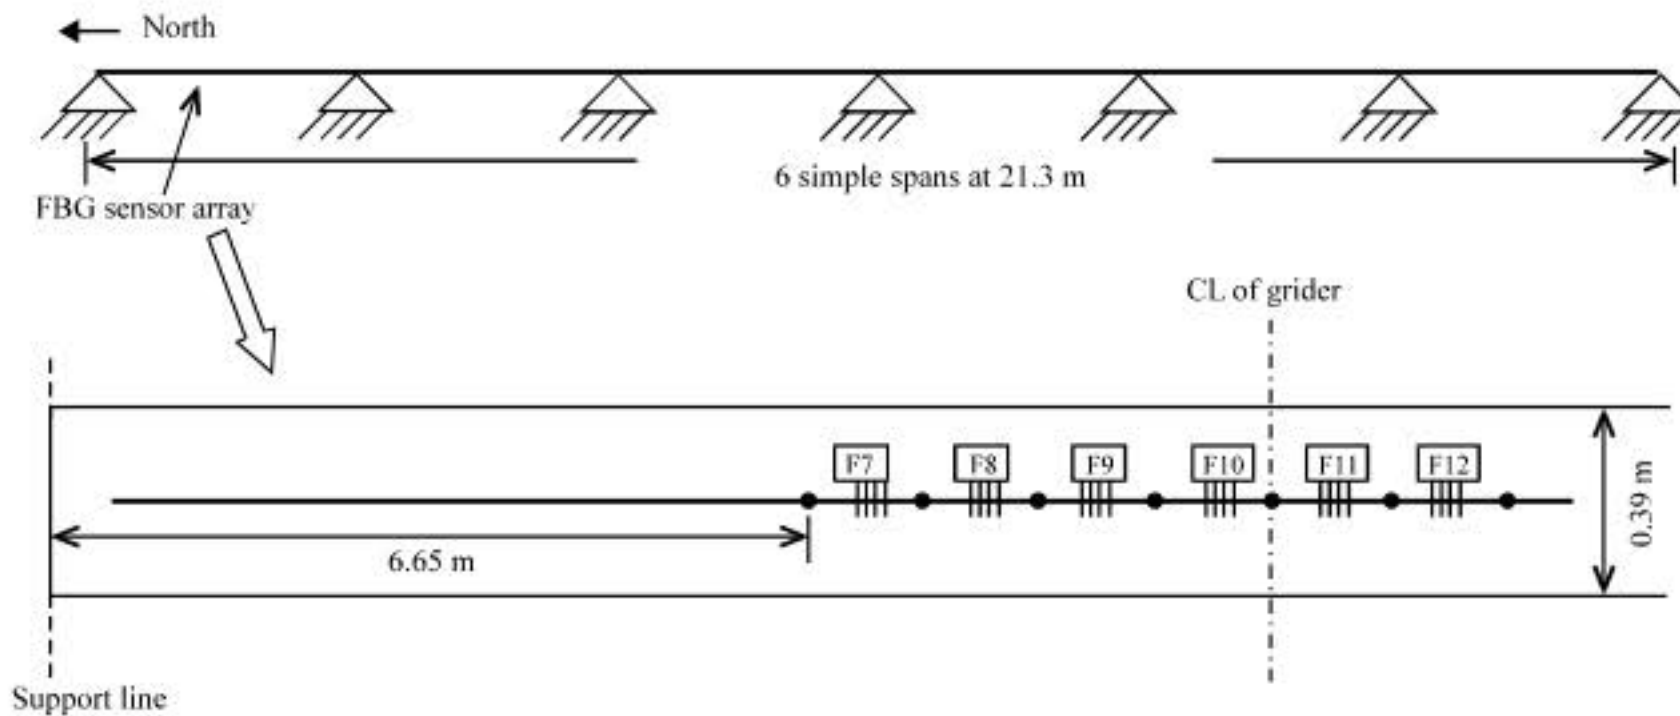 North
6 simple spans at 21.3 m
FBG sensor array
CL of grider
F7 F8 F9 F10 F11 F12
0.39 m
6.65 m
Support line